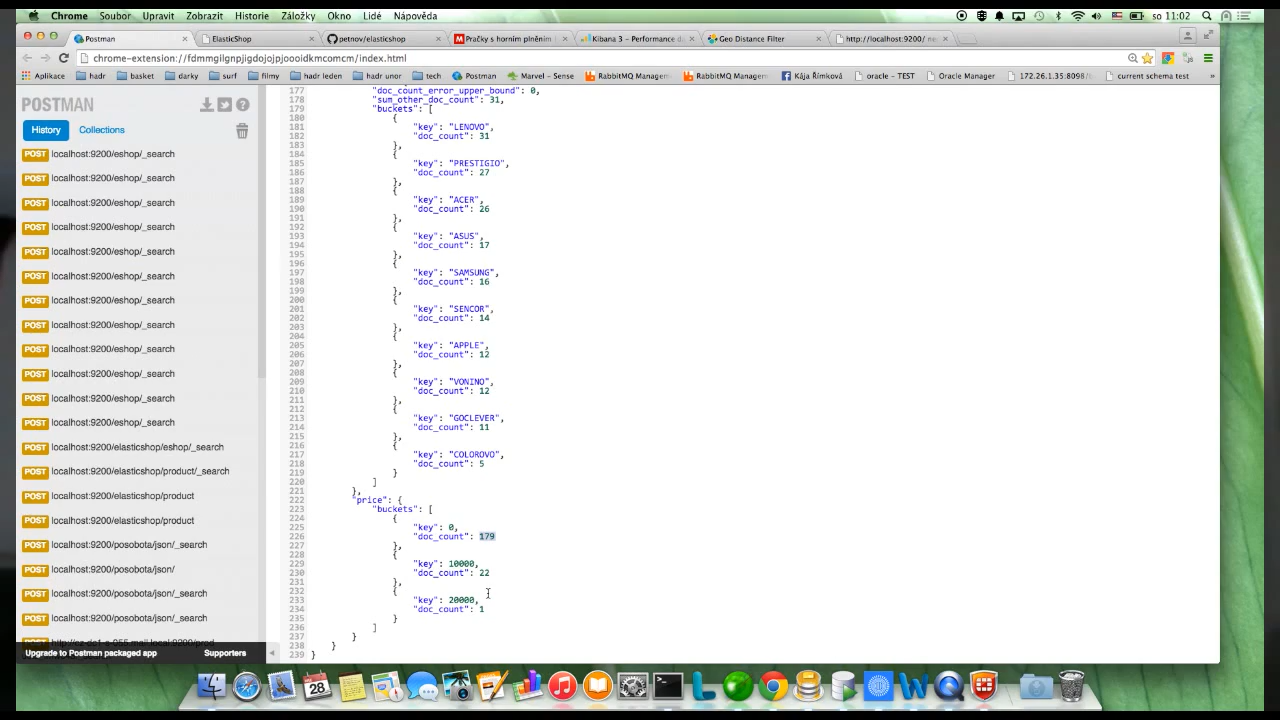 Chrome Soubor Upravit Zobrazit Historie Záložky Okno Lidé Nápověda so 11:02
Postman ElasticShop petnov/elasticshop Pračky s horním plněním Kibana 3 - Performance d Geo Distance Filter http://localhost:9200/
chrome-extension://fdmmgilgnpjigdojojpjoooidkmcomcm/index.html
Aplikace hadr basket darky surf filmy hadr leden hadr unor tech Postman Marvel - Sense RabbitMQ Managem RabbitMQ Managem Kája Římková oracle - TEST Oracle Manager 172.26.1.35:8098/ current schema test »
POSTMAN
History Collections
POST localhost:9200/eshop/_search
POST localhost:9200/eshop/_search
POST localhost:9200/eshop/_search
POST localhost:9200/eshop/_search
POST localhost:9200/eshop/_search
POST localhost:9200/eshop/_search
POST localhost:9200/eshop/_search
POST localhost:9200/eshop/_search
POST localhost:9200/eshop/_search
POST localhost:9200/eshop/_search
POST localhost:9200/eshop/_search
POST localhost:9200/eshop/_search
POST localhost:9200/elasticshop/eshop/_search
POST localhost:9200/elasticshop/product/_search
POST localhost:9200/elasticshop/product
POST localhost:9200/elasticshop/product
POST localhost:9200/posobota/json/_search
POST localhost:9200/posobota/json/
POST localhost:9200/posobota/json/_search
POST localhost:9200/posobota/json/_search
Upgrade to Postman packaged app Supporters
177 "doc_count_error_upper_bound": 0,
178 "sum_other_doc_count": 31,
179 "buckets": [
180 {
181 "key": "LENOVO",
182 "doc_count": 31
183 },
184 {
185 "key": "PRESTIGIO",
186 "doc_count": 27
187 },
188 {
189 "key": "ACER",
190 "doc_count": 26
191 },
192 {
193 "key": "ASUS",
194 "doc_count": 17
195 },
196 {
197 "key": "SAMSUNG",
198 "doc_count": 16
199 },
200 {
201 "key": "SENCOR",
202 "doc_count": 14
203 },
204 {
205 "key": "APPLE",
206 "doc_count": 12
207 },
208 {
209 "key": "VONINO",
210 "doc_count": 12
211 },
212 {
213 "key": "GOCLEVER",
214 "doc_count": 11
215 },
216 {
217 "key": "COLOROVO",
218 "doc_count": 5
219 }
220 ]
221 },
222 "price": {
223 "buckets": [
224 {
225 "key": 0,
226 "doc_count": 179
227 },
228 {
229 "key": 10000,
230 "doc_count": 22
231 },
232 {
233 "key": 20000,
234 "doc_count": 1
235 }
236 ]
237 }
238 }
239 }
28